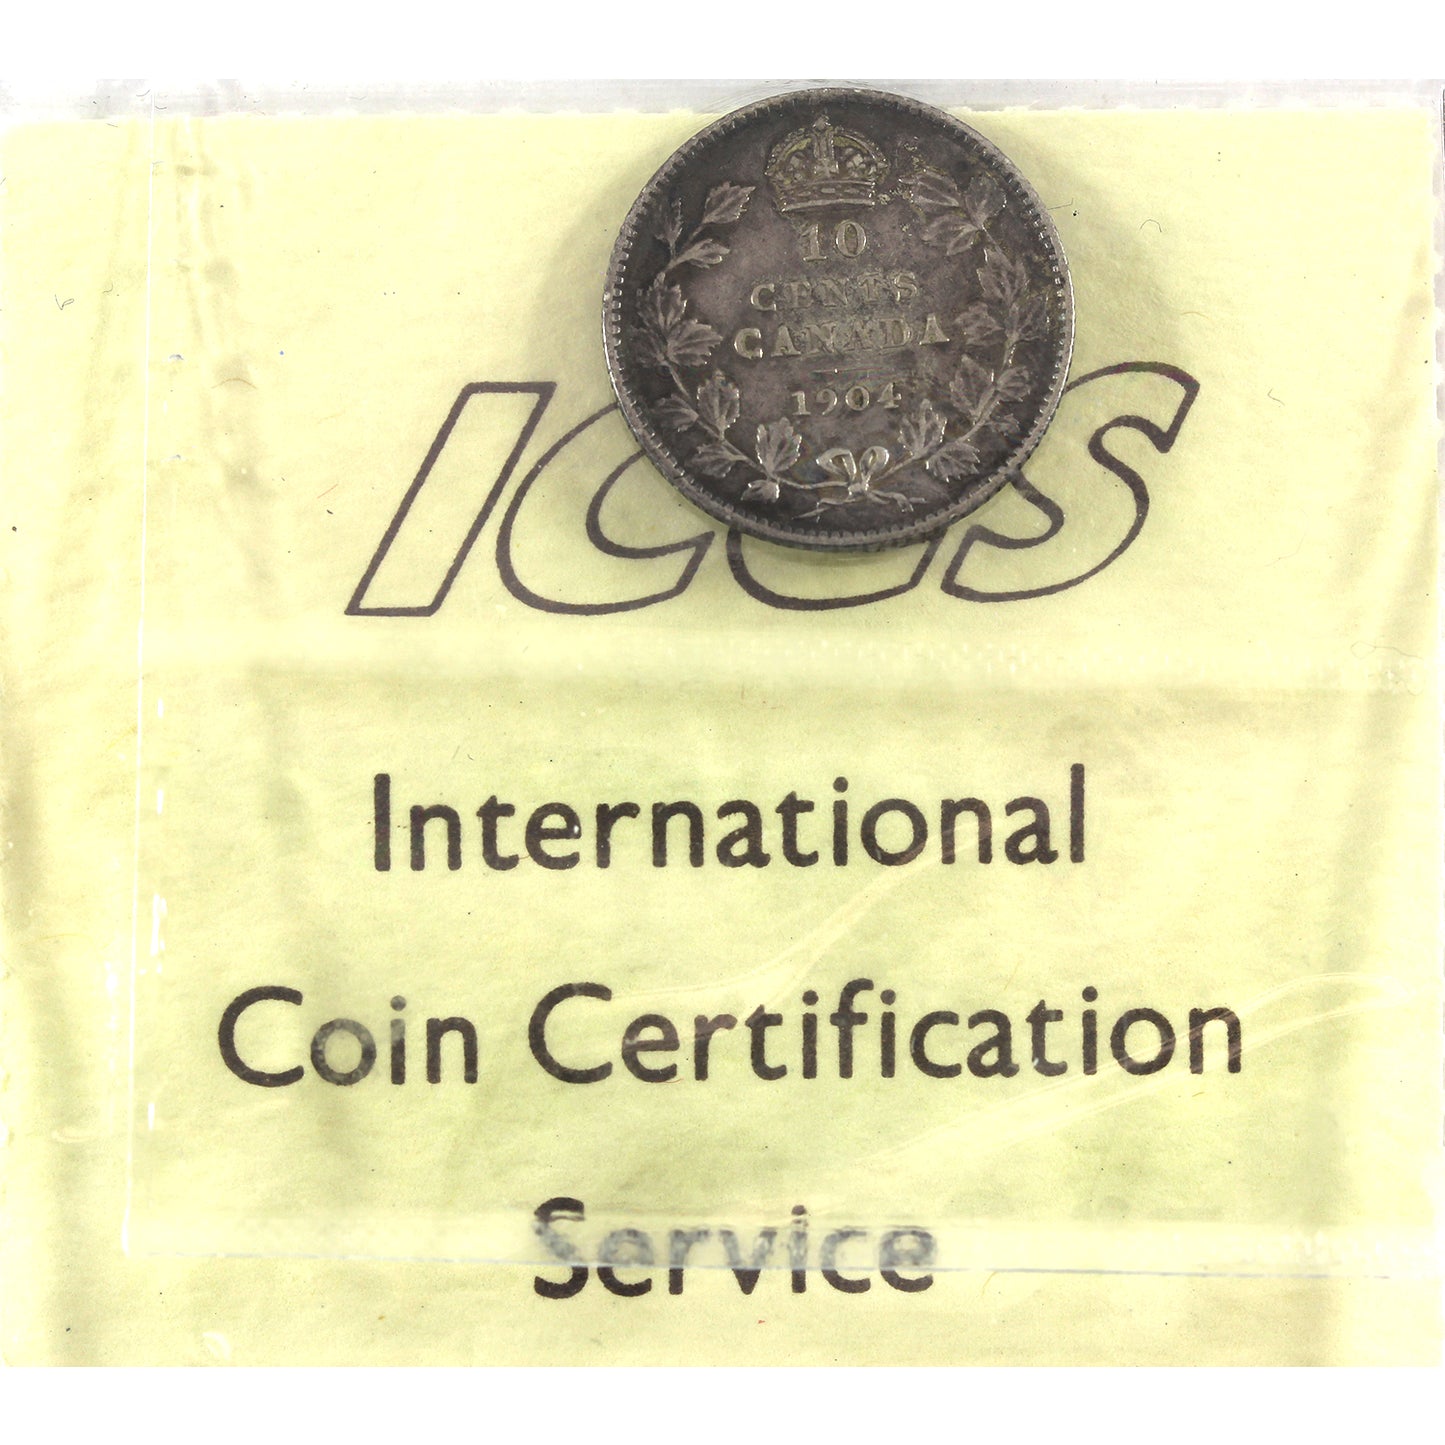 10
CENTS
CANADA
1904
ICCS
International
Coin Certification
Service